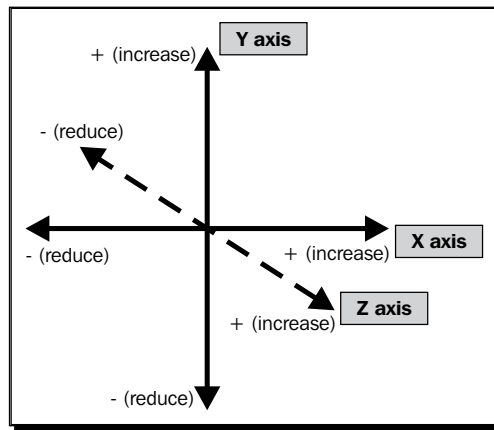 Y axis
+ (increase)
- (reduce)
X axis
- (reduce)
+ (increase)
Z axis
+ (increase)
- (reduce)